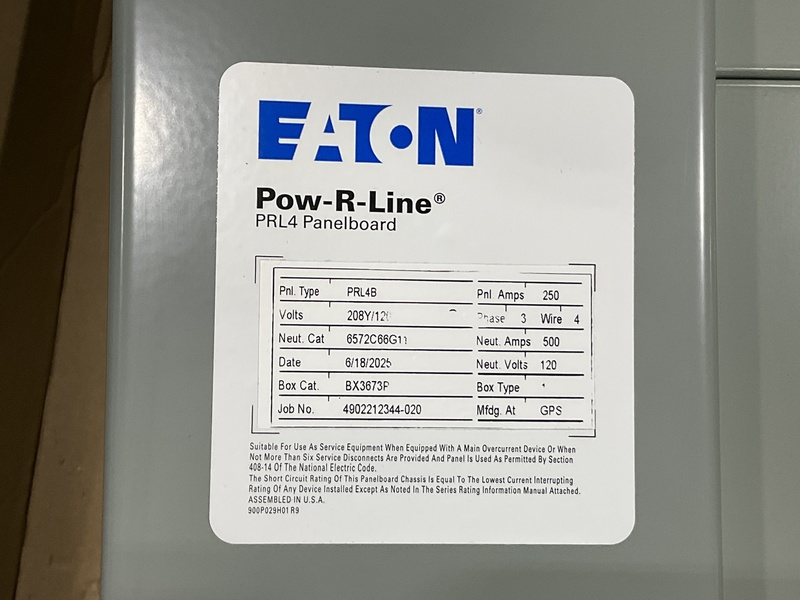 EATON®
Pow-R-Line®
PRL4 Panelboard
Pnl. Type PRL4B Pnl. Amps 250
Volts 208Y/120 Phase 3 Wire 4
Neut. Cat 6572C66G11 Neut. Amps 500
Date 6/18/2025 Neut. Volts 120
Box Cat. BX3673P Box Type
Job No. 4902212344-020 Mfdg. At GPS
Suitable For Use As Service Equipment When Equipped With A Main Overcurrent Device Or When
Not More Than Six Service Disconnects Are Provided And Panel Is Used As Permitted By Section
408-14 Of The National Electric Code.
The Short Circuit Rating Of This Panelboard Chassis Is Equal To The Lowest Current Interrupting
Rating Of Any Device Installed Except As Noted In The Series Rating Information Manual Attached.
ASSEMBLED IN U.S.A.
900P029H01 R9